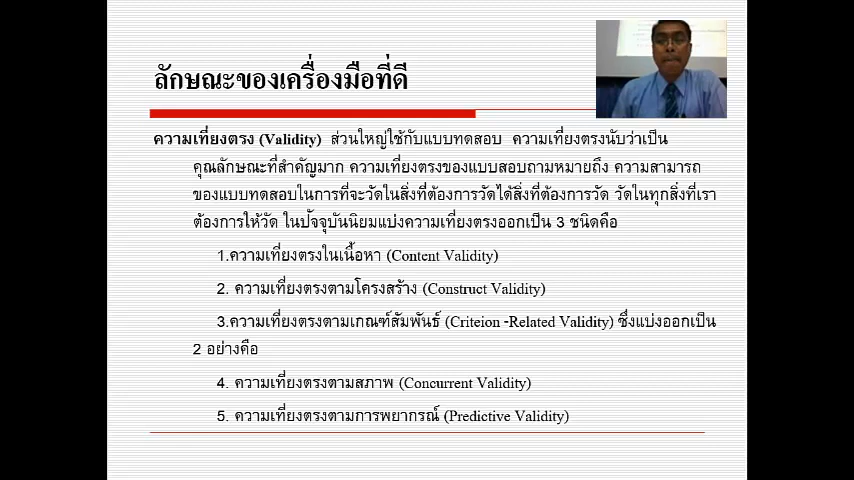 ลักษณะของเครื่องมือที่ดี
ความเที่ยงตรง (Validity) ส่วนใหญ่ใช้กับแบบทดสอบ ความเที่ยงตรงนับว่าเป็น
คุณลักษณะที่สำคัญมาก ความเที่ยงตรงของแบบสอบถามหมายถึง ความสามารถ
ของแบบทดสอบในการที่จะวัดในสิ่งที่ต้องการวัดได้สิ่งที่ต้องการวัด วัดในทุกสิ่งที่เรา
ต้องการให้วัด ในปัจจุบันนิยมแบ่งความเที่ยงตรงออกเป็น 3 ชนิดคือ
1.ความเที่ยงตรงในเนื้อหา (Content Validity)
2. ความเที่ยงตรงตามโครงสร้าง (Construct Validity)
3.ความเที่ยงตรงตามเกณฑ์สัมพันธ์ (Criteion -Related Validity) ซึ่งแบ่งออกเป็น
2 อย่างคือ
4. ความเที่ยงตรงตามสภาพ (Concurrent Validity)
5. ความเที่ยงตรงตามการพยากรณ์ (Predictive Validity)